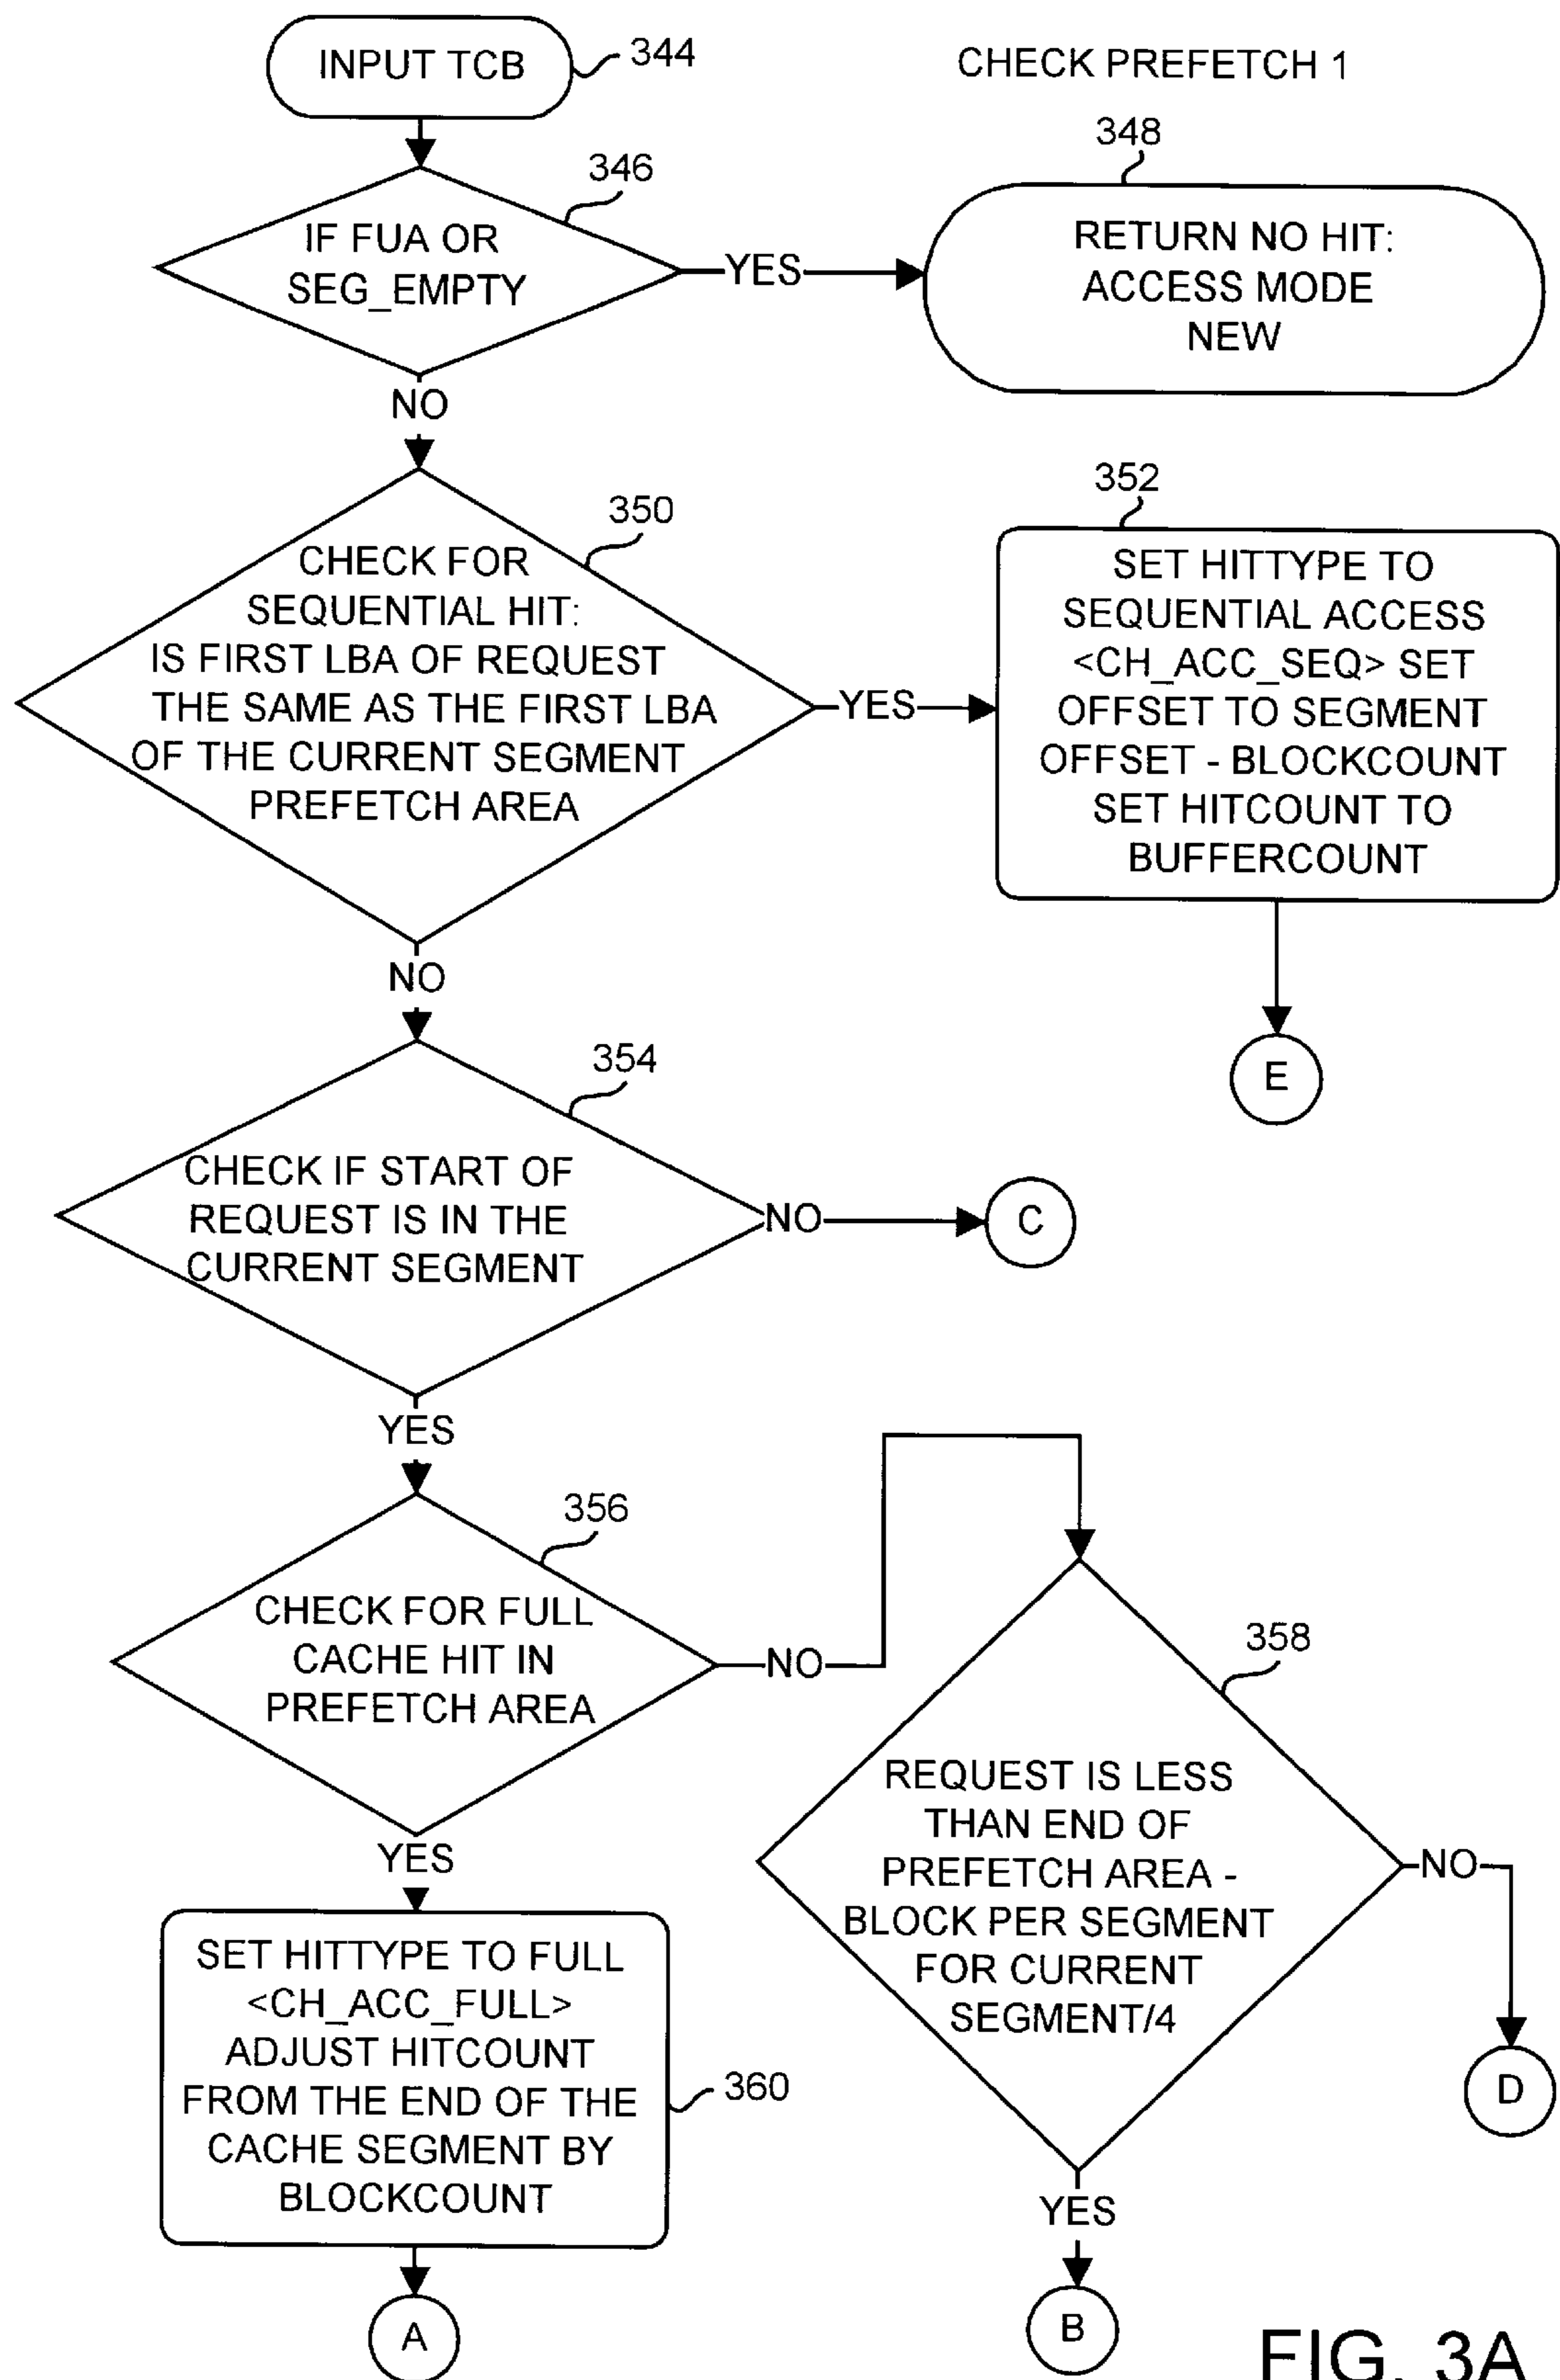 INPUT TCB
344
CHECK PREFETCH 1
346
IF FUA OR
SEG_EMPTY
YES
348
RETURN NO HIT:
ACCESS MODE
NEW
NO
350
CHECK FOR
SEQUENTIAL HIT:
IS FIRST LBA OF REQUEST
THE SAME AS THE FIRST LBA
OF THE CURRENT SEGMENT
PREFETCH AREA
YES
352
SET HITTYPE TO
SEQUENTIAL ACCESS
<CH_ACC_SEQ> SET
OFFSET TO SEGMENT
OFFSET - BLOCKCOUNT
SET HITCOUNT TO
BUFFERCOUNT
E
NO
354
CHECK IF START OF
REQUEST IS IN THE
CURRENT SEGMENT
NO
C
YES
356
CHECK FOR FULL
CACHE HIT IN
PREFETCH AREA
NO
358
REQUEST IS LESS
THAN END OF
PREFETCH AREA -
BLOCK PER SEGMENT
FOR CURRENT
SEGMENT/4
NO
D
YES
B
YES
SET HITTYPE TO FULL
<CH_ACC_FULL>
ADJUST HITCOUNT
FROM THE END OF THE
CACHE SEGMENT BY
BLOCKCOUNT
360
A
FIG. 3A